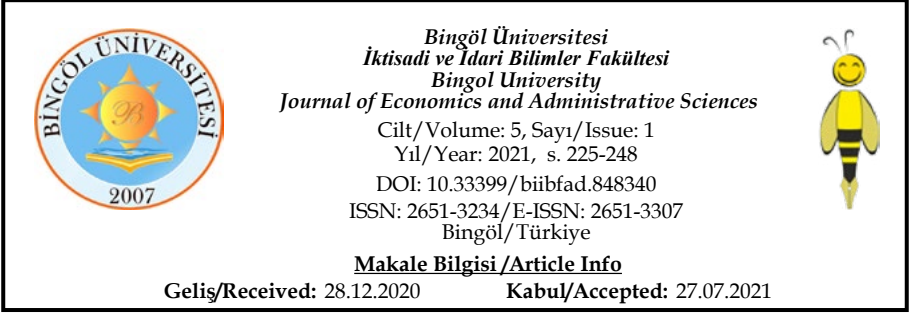 BİNGÖL ÜNİVERSİTESİ
B
2007
Bingöl Üniversitesi
İktisadi ve İdari Bilimler Fakültesi
Bingol University
Journal of Economics and Administrative Sciences
Cilt/Volume: 5, Sayı/Issue: 1
Yıl/Year: 2021, s. 225-248
DOI: 10.33399/biibfad.848340
ISSN: 2651-3234/E-ISSN: 2651-3307
Bingöl/Türkiye
Makale Bilgisi /Article Info
Geliş/Received: 28.12.2020 Kabul/Accepted: 27.07.2021